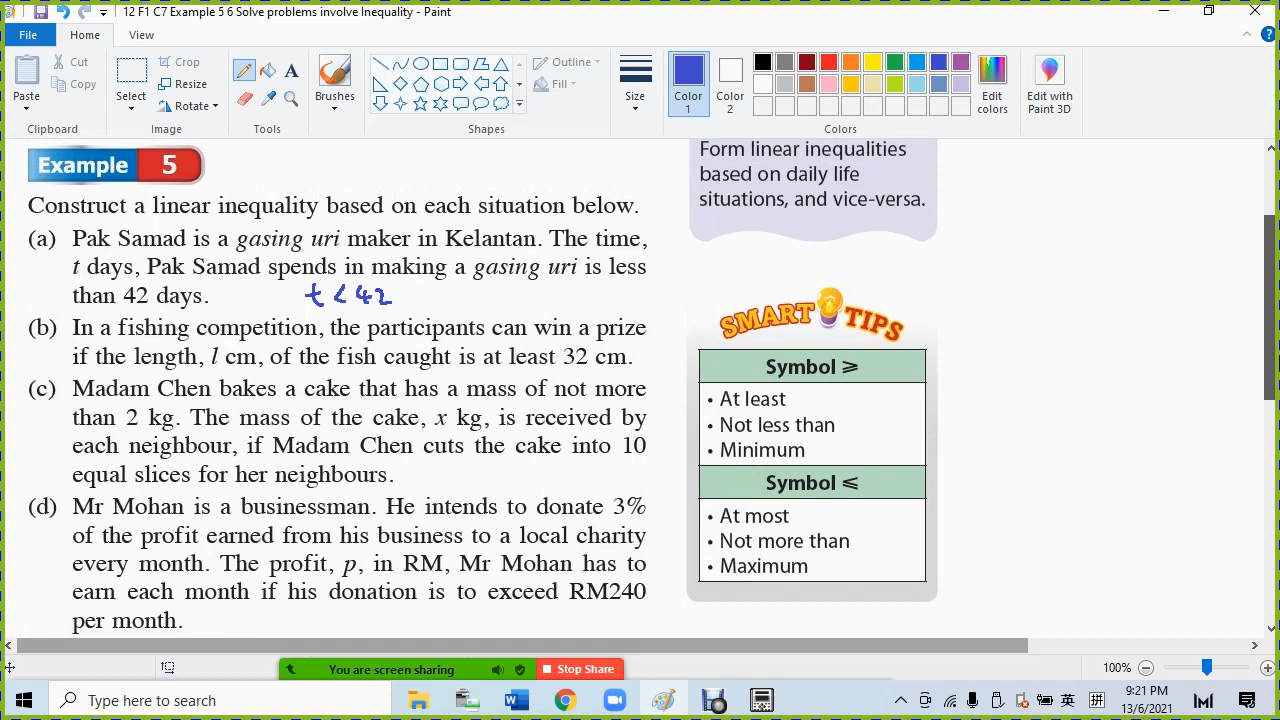 12 F1 C7 Example 5 6 Solve problems involve Inequality - Paint
File Home View
Paste Cut Copy Clipboard
Select Crop Resize Rotate Image
Tools
Brushes
Outline Fill Shapes
Size
Color 1 Color 2 Edit colors Colors
Edit with Paint 3D
Example 5
Construct a linear inequality based on each situation below.
(a) Pak Samad is a gasing uri maker in Kelantan. The time,
t days, Pak Samad spends in making a gasing uri is less
than 42 days. t < 42
(b) In a fishing competition, the participants can win a prize
if the length, l cm, of the fish caught is at least 32 cm.
(c) Madam Chen bakes a cake that has a mass of not more
than 2 kg. The mass of the cake, x kg, is received by
each neighbour, if Madam Chen cuts the cake into 10
equal slices for her neighbours.
(d) Mr Mohan is a businessman. He intends to donate 3%
of the profit earned from his business to a local charity
every month. The profit, p, in RM, Mr Mohan has to
earn each month if his donation is to exceed RM240
per month.
Form linear inequalities
based on daily life
situations, and vice-versa.
SMART TIPS
Symbol ⩾
• At least
• Not less than
• Minimum
Symbol ⩽
• At most
• Not more than
• Maximum
You are screen sharing Stop Share
100%
Type here to search
英 拼
9:21 PM
13/6/2021